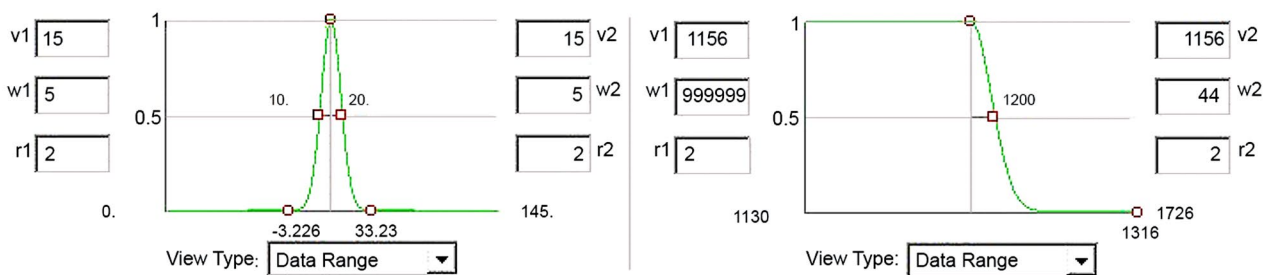 v1 15
w1 5
r1 2
1
0.5
0.
10.
20.
-3.226
33.23
145.
15 v2
5 w2
2 r2
View Type: Data Range
v1 1156
w1 999999
r1 2
1
0.5
1130
1200
1726
1316
1156 v2
44 w2
2 r2
View Type: Data Range